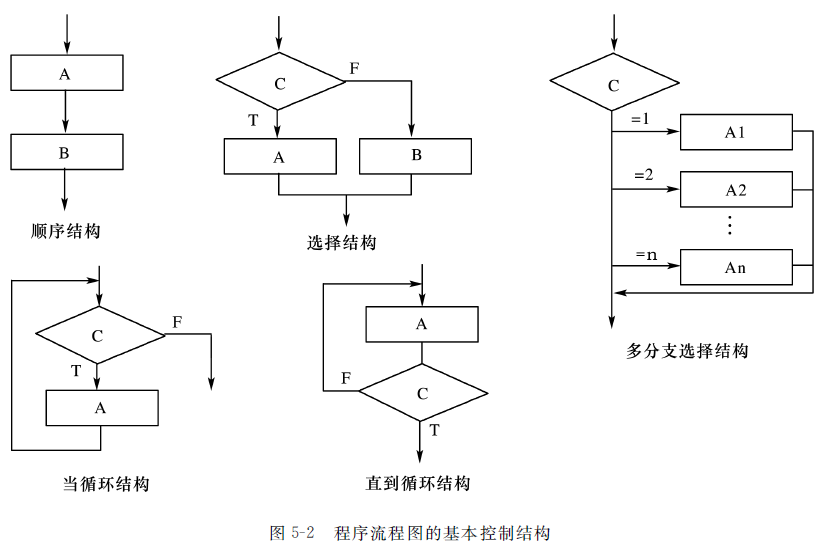 A
B
顺序结构
C
F
T
A
B
选择结构
C
=1
A1
=2
A2
⋮
=n
An
多分支选择结构
C
F
T
A
当循环结构
A
F
C
T
直到循环结构
图 5-2 程序流程图的基本控制结构